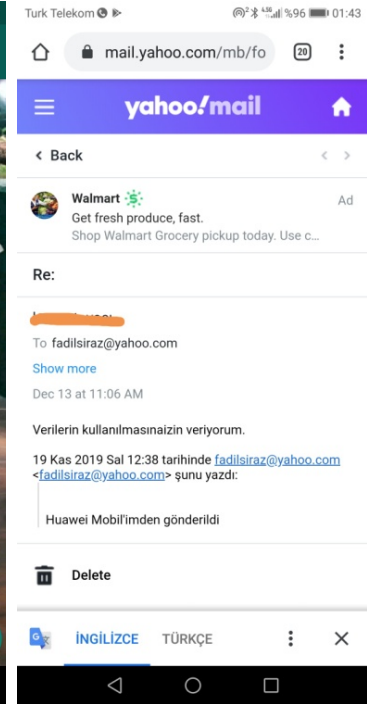 Turk Telekom
%96 01:43
mail.yahoo.com/mb/fo 20
yahoo!mail
Back
Walmart Ad
Get fresh produce, fast.
Shop Walmart Grocery pickup today. Use c...
Re:
To fadilsiraz@yahoo.com
Show more
Dec 13 at 11:06 AM
Verilerin kullanılmasınaizin veriyorum.
19 Kas 2019 Sal 12:38 tarihinde fadilsiraz@yahoo.com
<fadilsiraz@yahoo.com> şunu yazdı:
Huawei Mobil'imden gönderildi
Delete
İNGİLİZCE TÜRKÇE